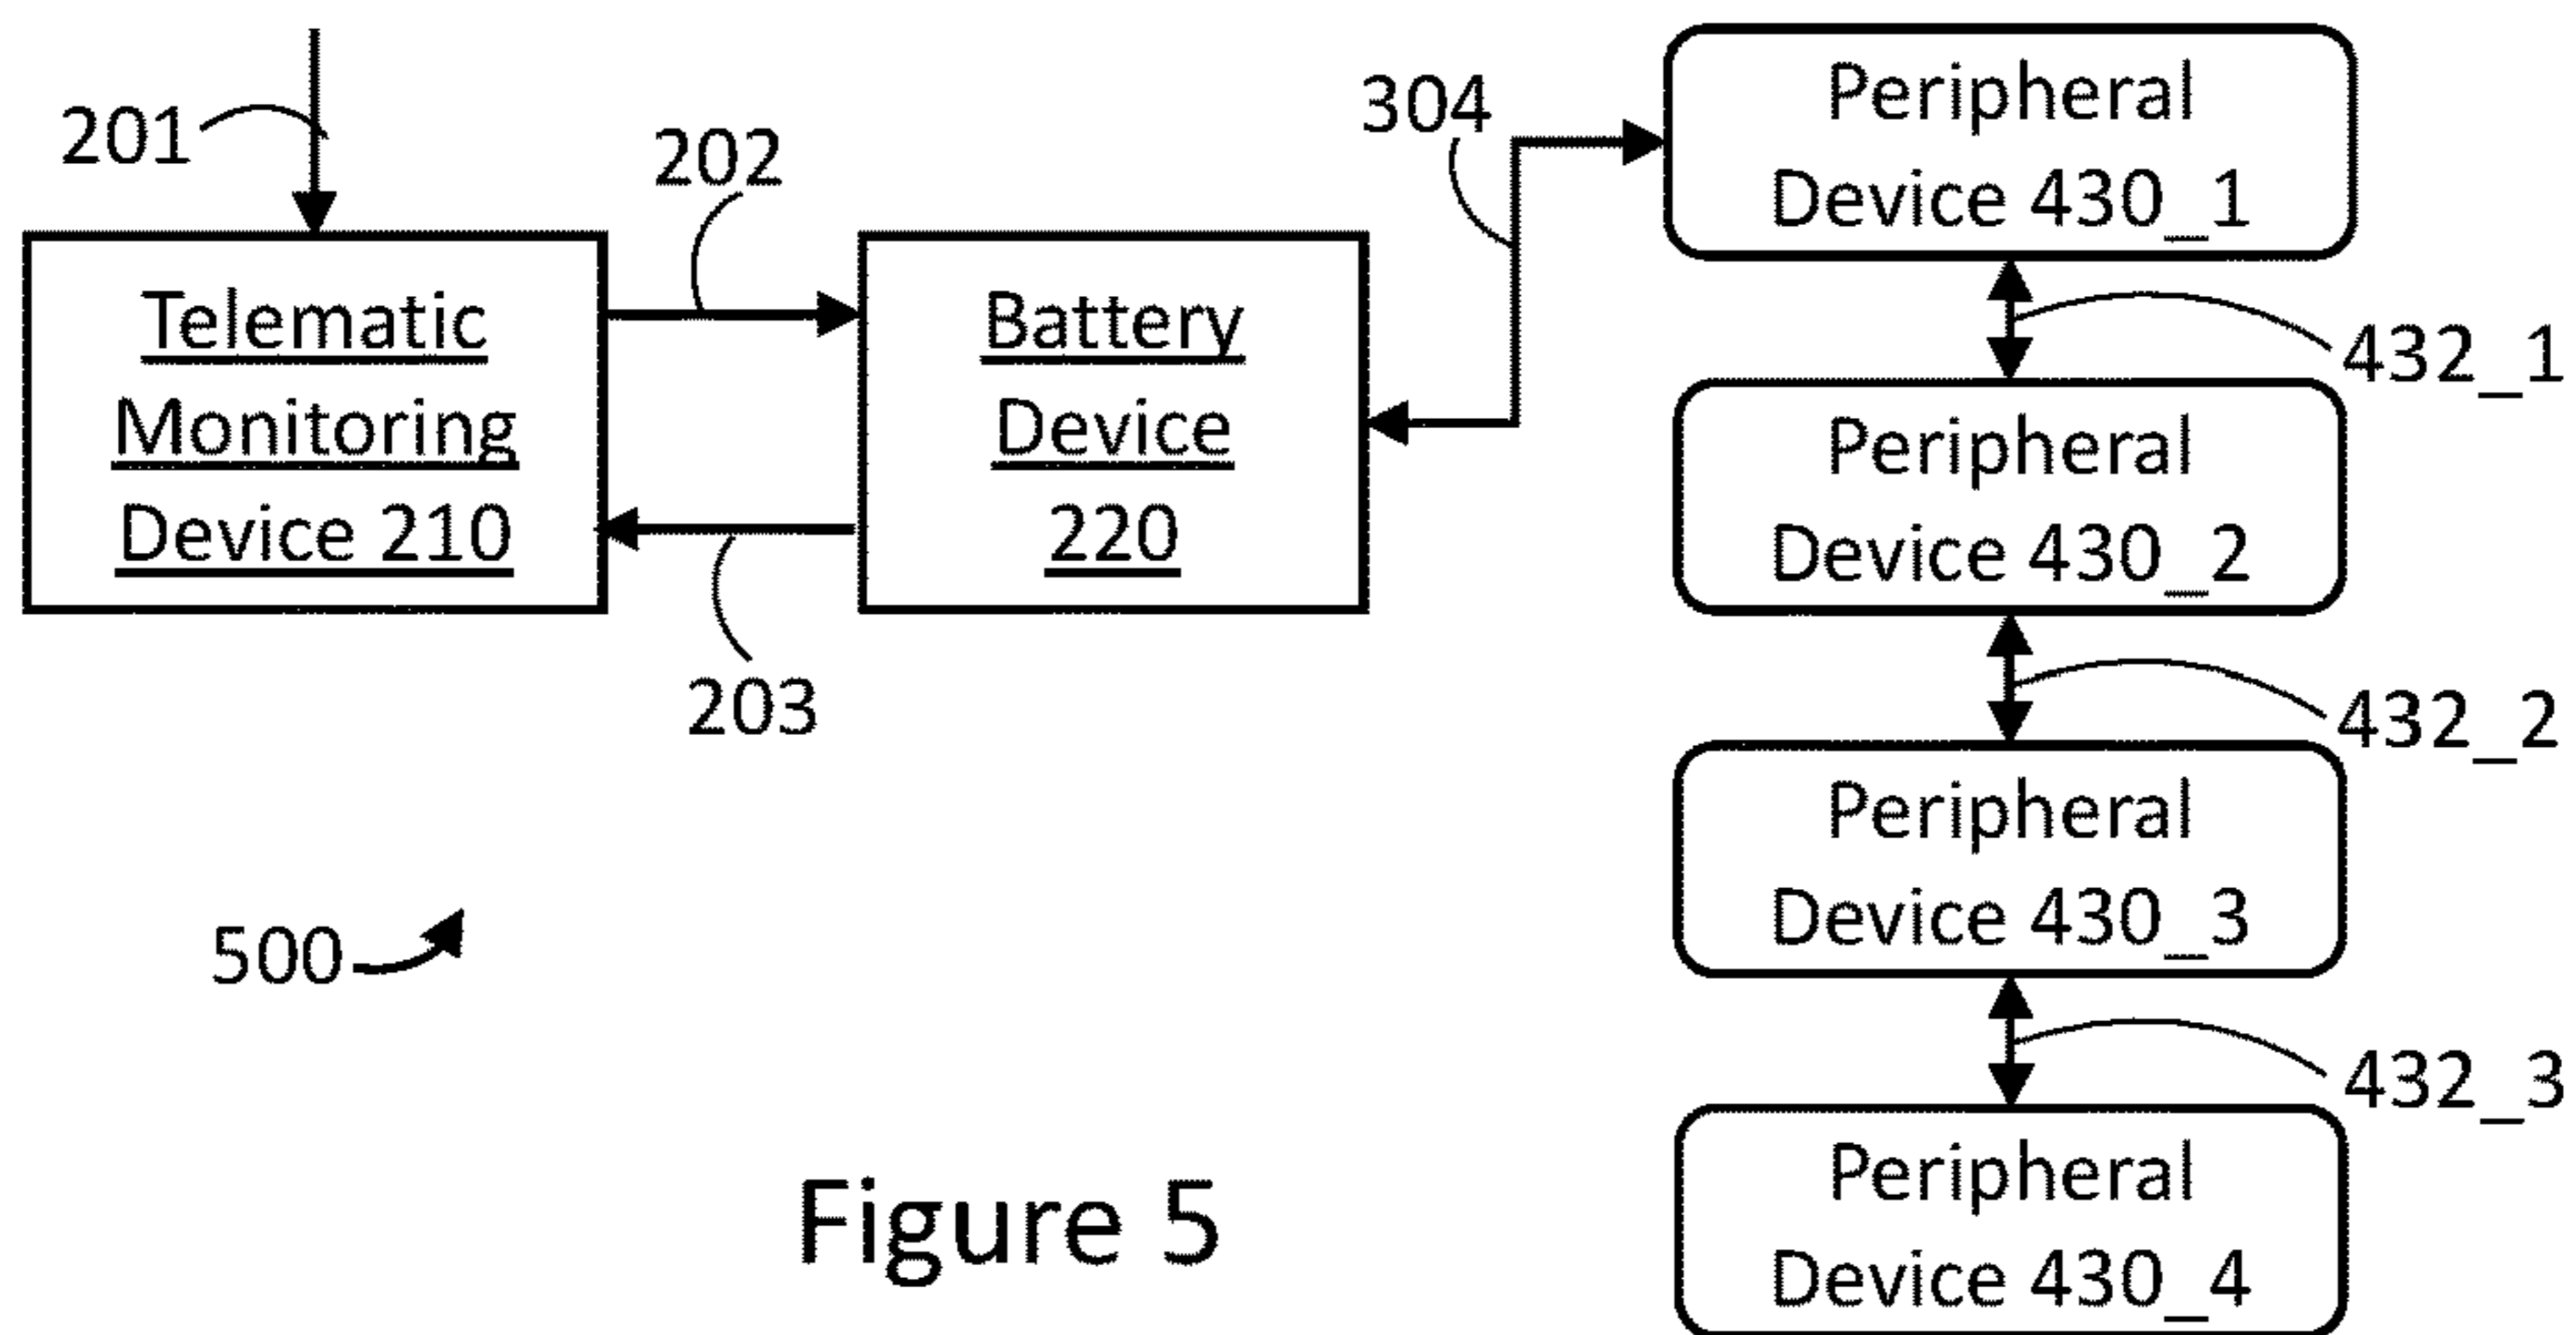 201
202
304
Telematic
Monitoring
Device 210
Battery
Device
220
203
Peripheral
Device 430_1
432_1
Peripheral
Device 430_2
432_2
Peripheral
Device 430_3
432_3
Peripheral
Device 430_4
500
Figure 5